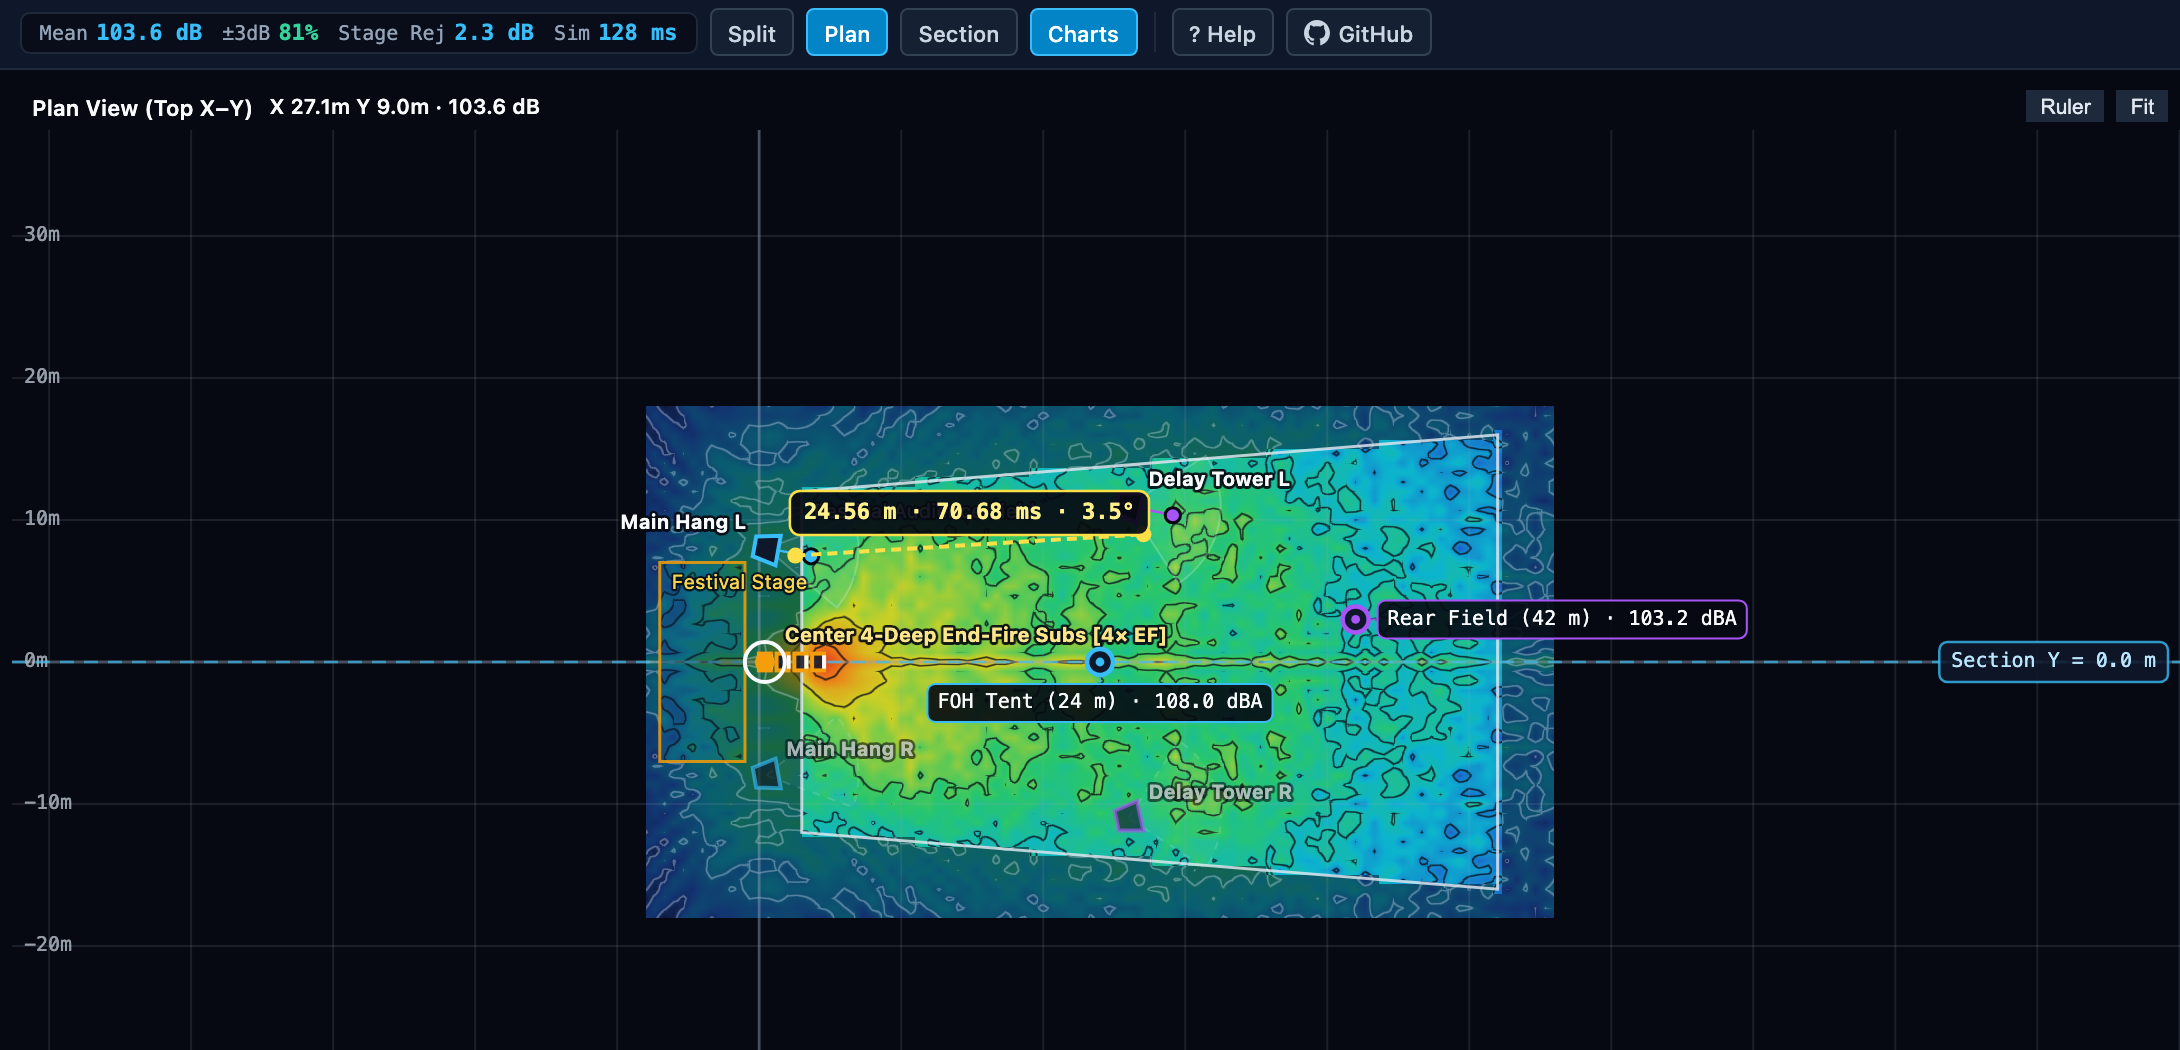 Mean 103.6 dB ±3dB 81% Stage Rej 2.3 dB Sim 128 ms
Split
Plan
Section
Charts
? Help
GitHub
Plan View (Top X–Y) X 27.1m Y 9.0m · 103.6 dB
Ruler
Fit
30m
20m
10m
0m
−10m
−20m
Delay Tower L
24.56 m · 70.68 ms · 3.5°
Main Hang L
Festival Stage
Rear Field (42 m) · 103.2 dBA
Center 4-Deep End-Fire Subs [4× EF]
Section Y = 0.0 m
FOH Tent (24 m) · 108.0 dBA
Main Hang R
Delay Tower R